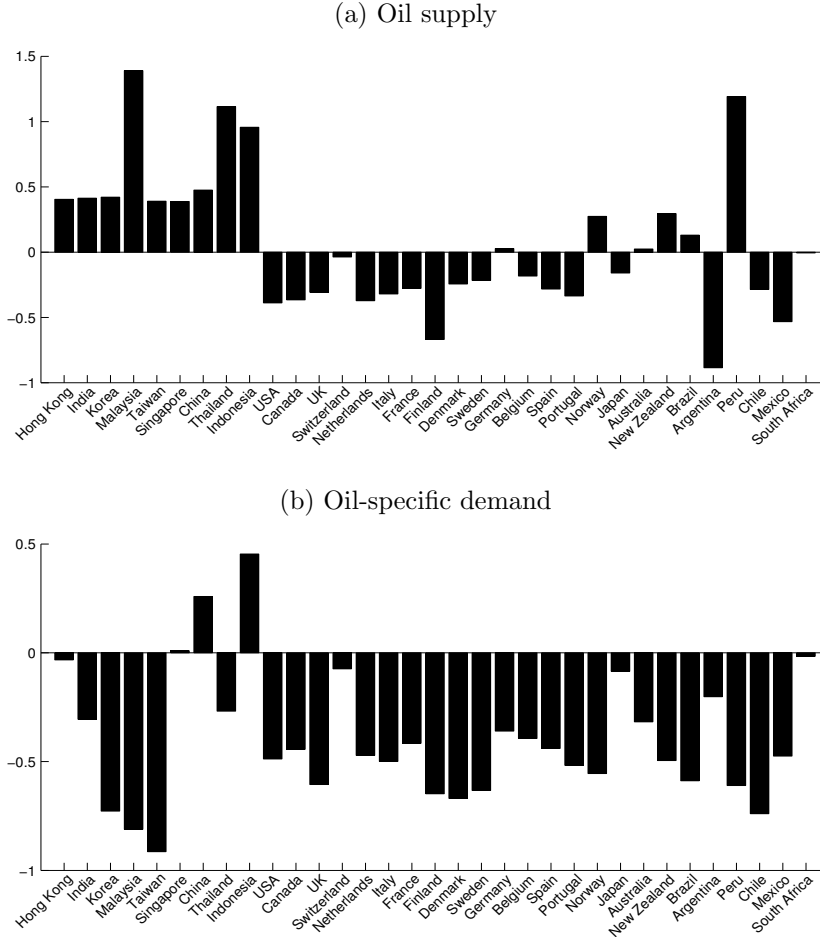 (a) Oil supply
1.5
1
0.5
0
−0.5
−1
Hong Kong
India
Korea
Malaysia
Taiwan
Singapore
China
Thailand
Indonesia
USA
Canada
UK
Switzerland
Netherlands
Italy
France
Finland
Denmark
Sweden
Germany
Belgium
Spain
Portugal
Norway
Japan
Australia
New Zealand
Brazil
Argentina
Peru
Chile
Mexico
South Africa
(b) Oil-specific demand
0.5
0
−0.5
−1
Hong Kong
India
Korea
Malaysia
Taiwan
Singapore
China
Thailand
Indonesia
USA
Canada
UK
Switzerland
Netherlands
Italy
France
Finland
Denmark
Sweden
Germany
Belgium
Spain
Portugal
Norway
Japan
Australia
New Zealand
Brazil
Argentina
Peru
Chile
Mexico
South Africa